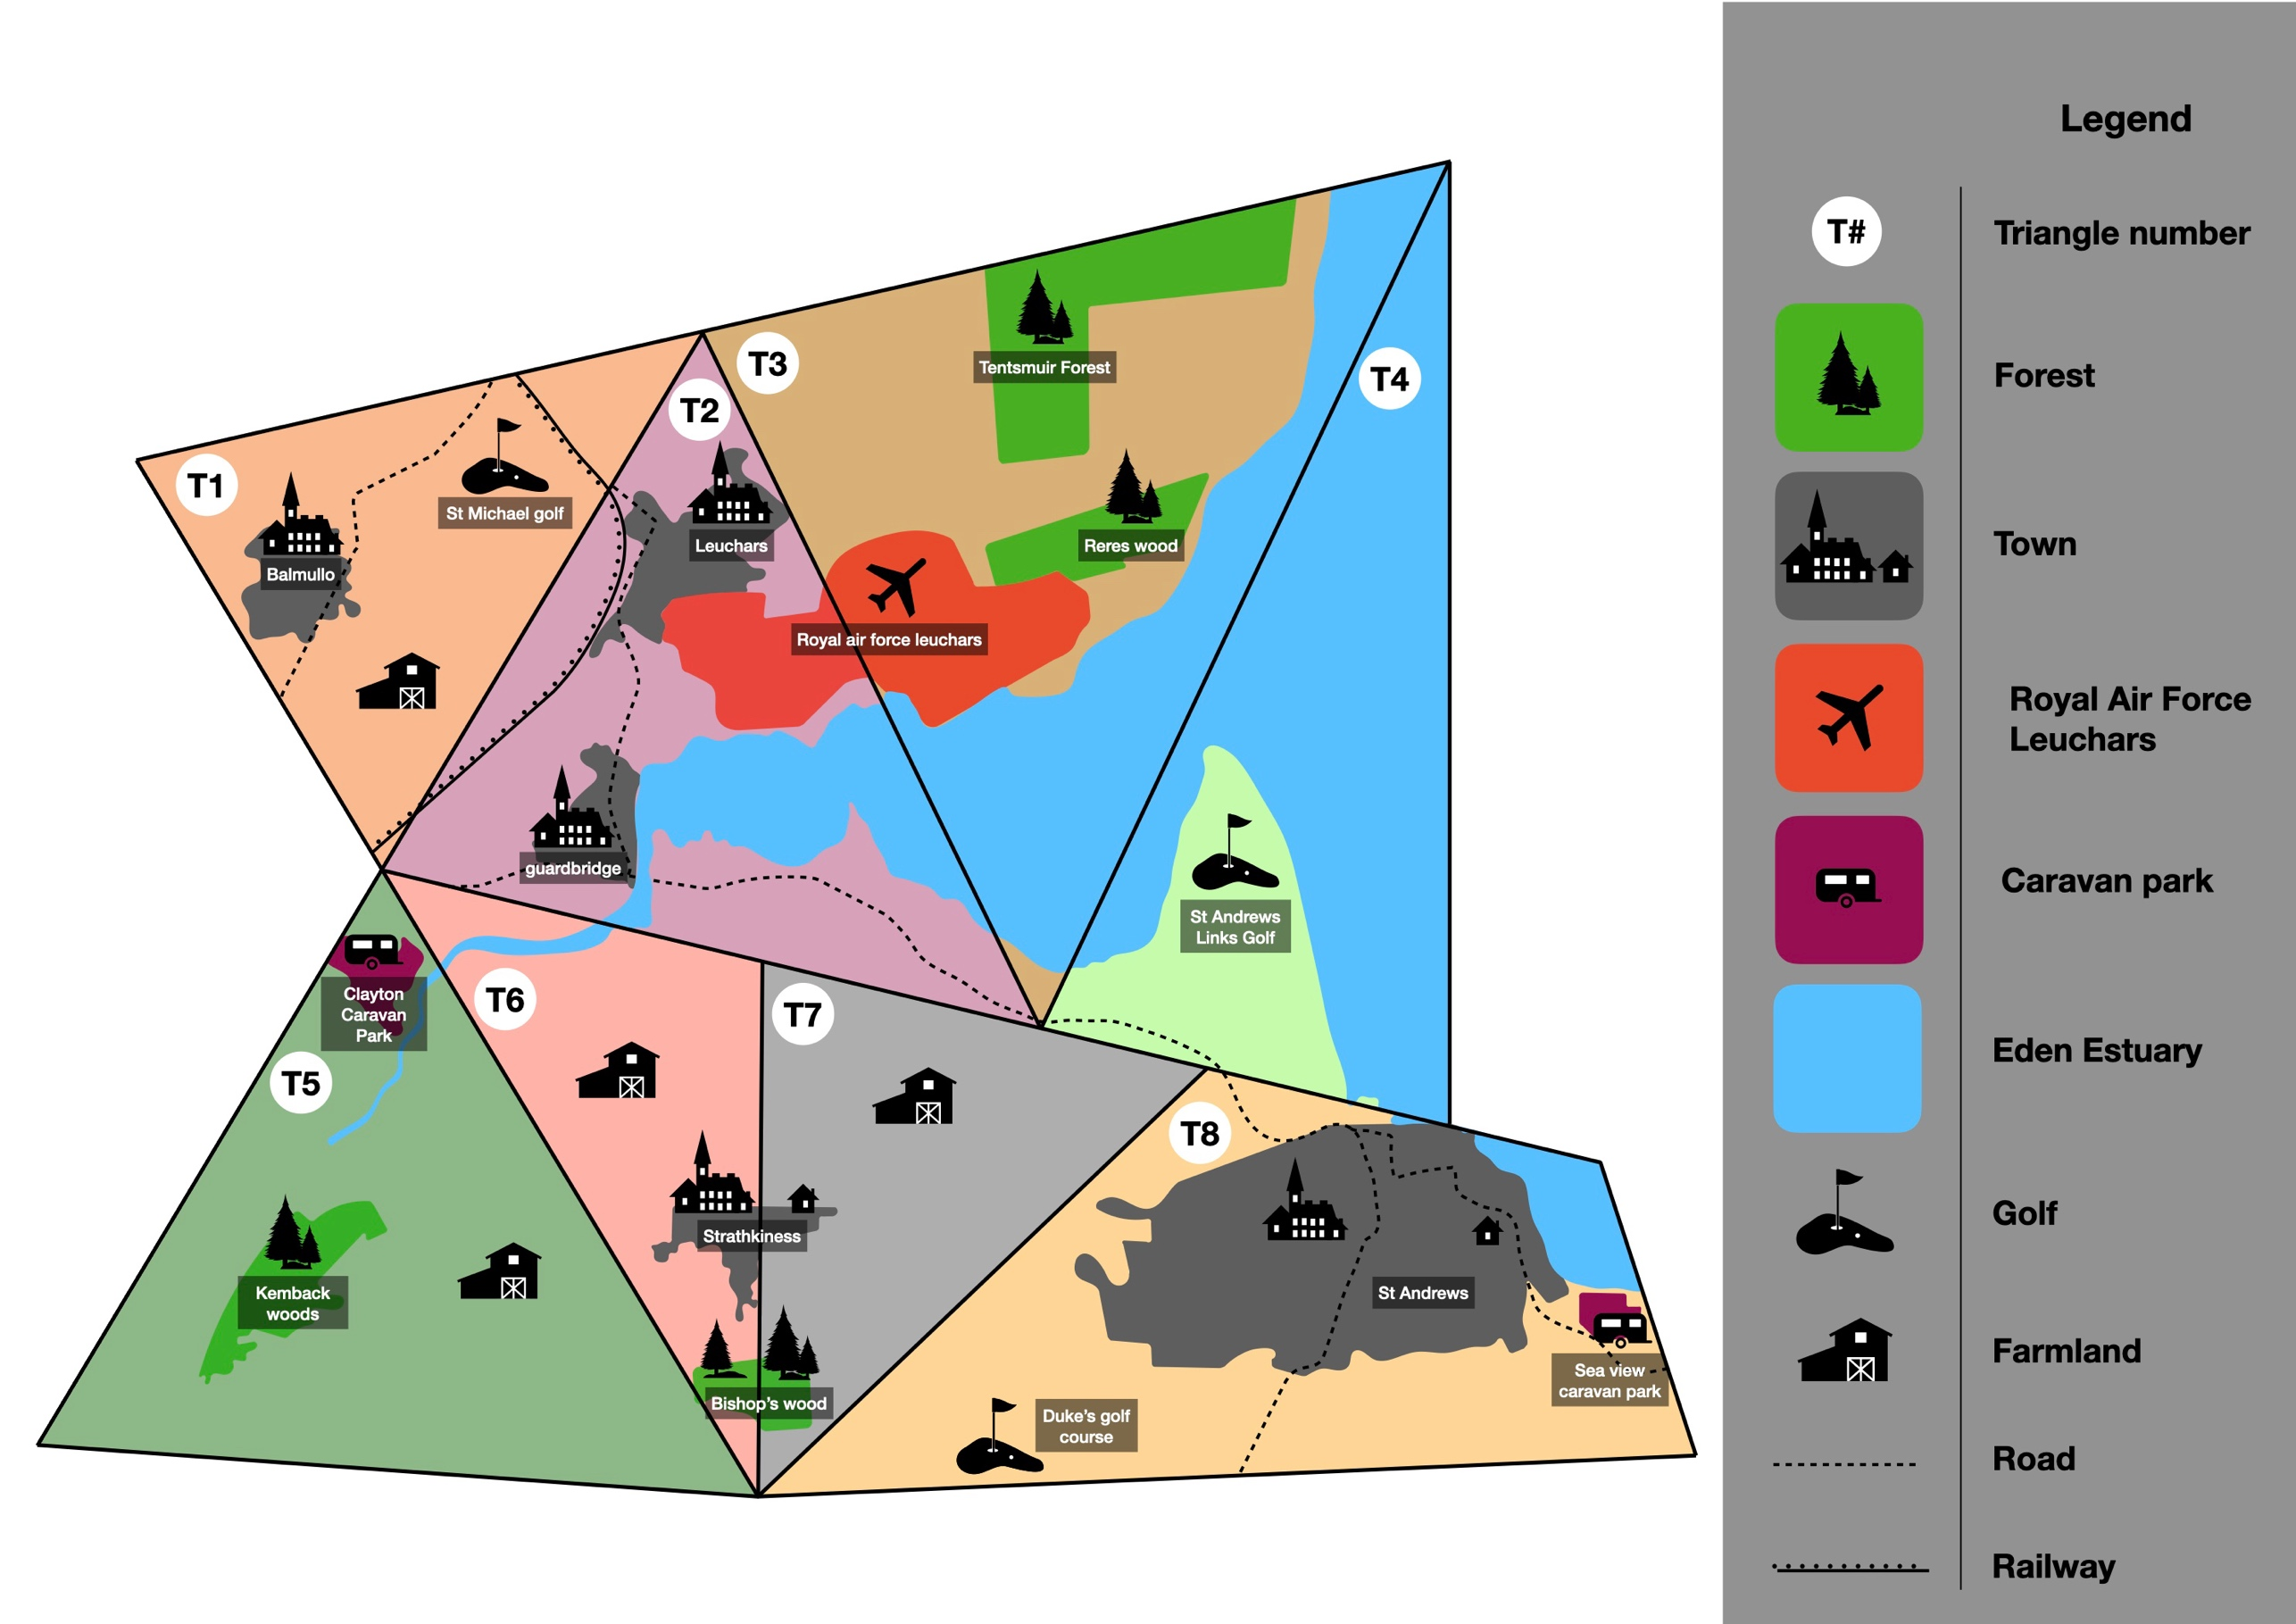 Legend
T#
Triangle number
Forest
Town
Royal Air Force
Leuchars
Caravan park
Eden Estuary
Golf
Farmland
Road
Railway
T1
St Michael golf
Balmullo
T2
Leuchars
guardbridge
T3
Tentsmuir Forest
Reres wood
Royal air force leuchars
T4
St Andrews
Links Golf
T5
Clayton
Caravan
Park
Kemback
woods
T6
Strathkiness
Bishop's wood
T7
T8
St Andrews
Duke's golf
course
Sea view
caravan park